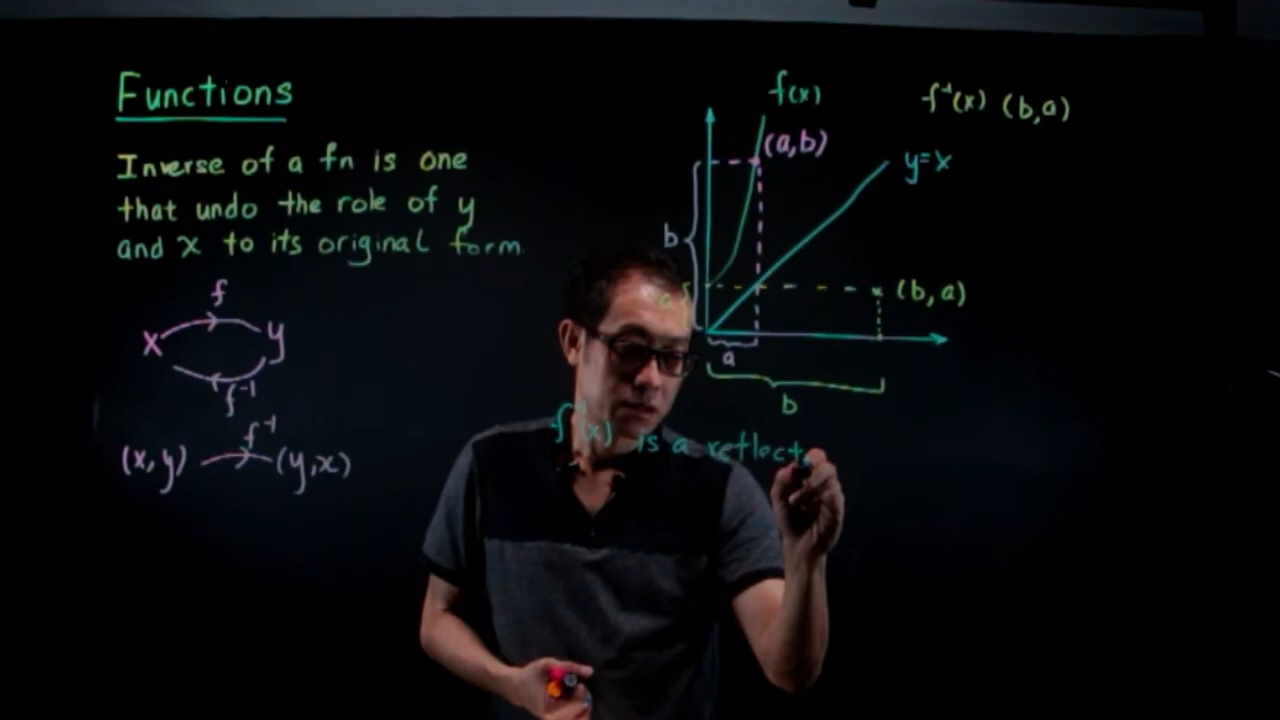 Functions
Inverse of a fn is one
that undo the role of y
and x to its original form
f
x y
f⁻¹
f⁻¹
(x,y) (y,x)
f(x)
f⁻¹(x) (b,a)
(a,b)
y=x
b
a
(b,a)
a
b
f⁻¹(x) is a reflect